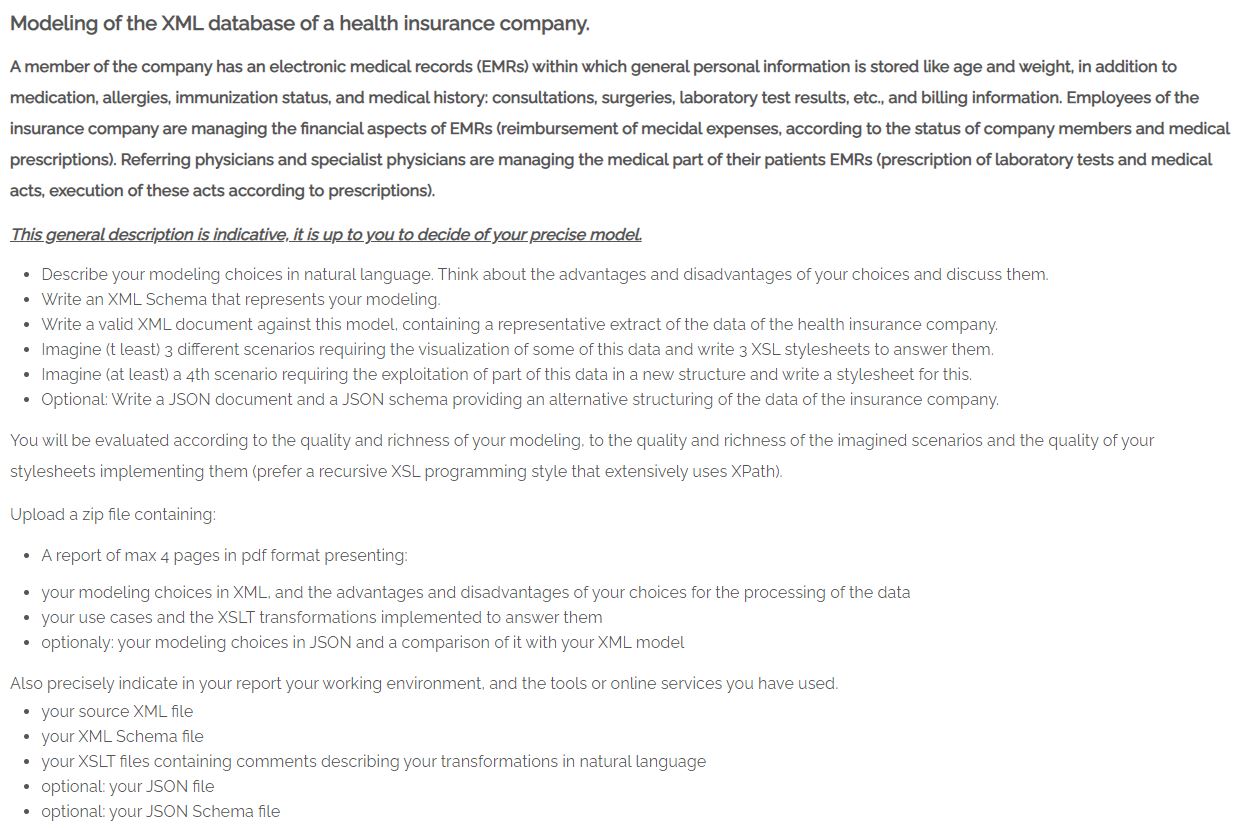 Modeling of the XML database of a health insurance company.
A member of the company has an electronic medical records (EMRs) within which general personal information is stored like age and weight, in addition to
medication, allergies, immunization status, and medical history: consultations, surgeries, laboratory test results, etc., and billing information. Employees of the
insurance company are managing the financial aspects of EMRs (reimbursement of mecidal expenses, according to the status of company members and medical
prescriptions). Referring physicians and specialist physicians are managing the medical part of their patients EMRs (prescription of laboratory tests and medical
acts, execution of these acts according to prescriptions).
This general description is indicative, it is up to you to decide of your precise model.
• Describe your modeling choices in natural language. Think about the advantages and disadvantages of your choices and discuss them.
• Write an XML Schema that represents your modeling.
• Write a valid XML document against this model, containing a representative extract of the data of the health insurance company.
• Imagine (t least) 3 different scenarios requiring the visualization of some of this data and write 3 XSL stylesheets to answer them.
• Imagine (at least) a 4th scenario requiring the exploitation of part of this data in a new structure and write a stylesheet for this.
• Optional: Write a JSON document and a JSON schema providing an alternative structuring of the data of the insurance company.
You will be evaluated according to the quality and richness of your modeling, to the quality and richness of the imagined scenarios and the quality of your
stylesheets implementing them (prefer a recursive XSL programming style that extensively uses XPath).
Upload a zip file containing:
• A report of max 4 pages in pdf format presenting:
• your modeling choices in XML, and the advantages and disadvantages of your choices for the processing of the data
• your use cases and the XSLT transformations implemented to answer them
• optionaly: your modeling choices in JSON and a comparison of it with your XML model
Also precisely indicate in your report your working environment, and the tools or online services you have used.
• your source XML file
• your XML Schema file
• your XSLT files containing comments describing your transformations in natural language
• optional: your JSON file
• optional: your JSON Schema file